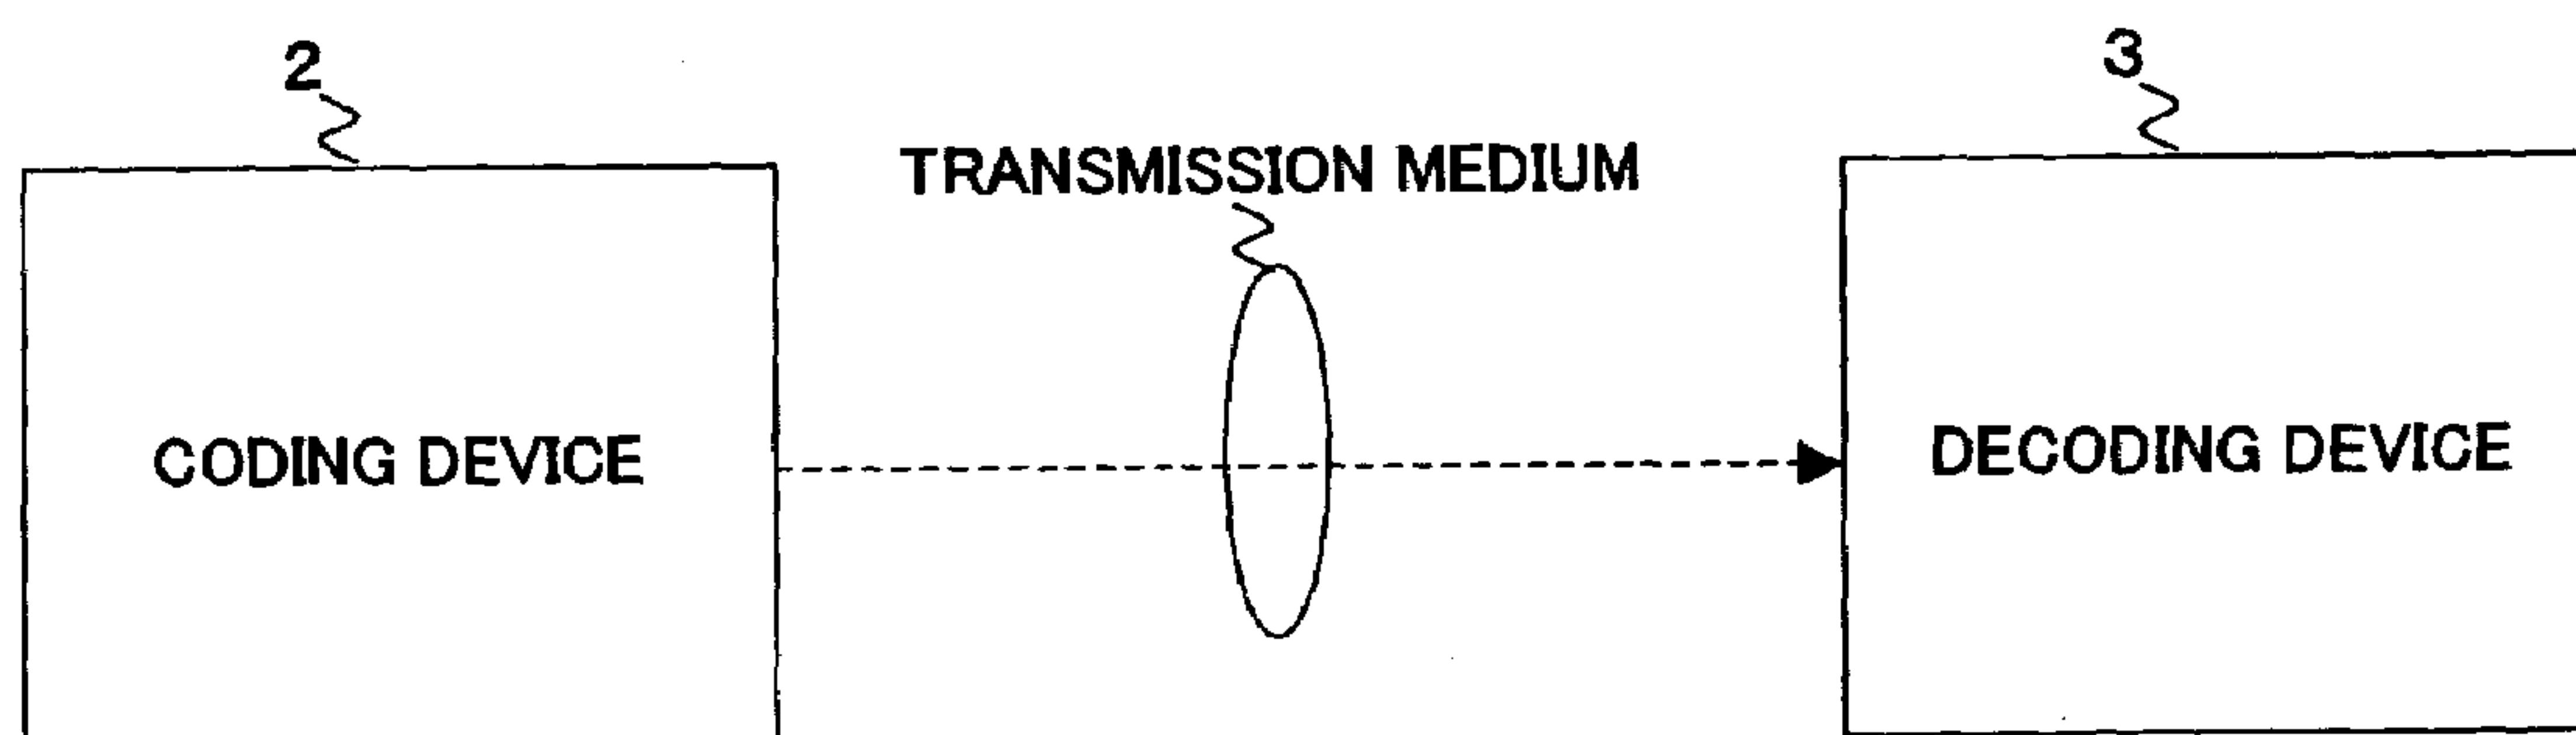 2
3
TRANSMISSION MEDIUM
CODING DEVICE
DECODING DEVICE